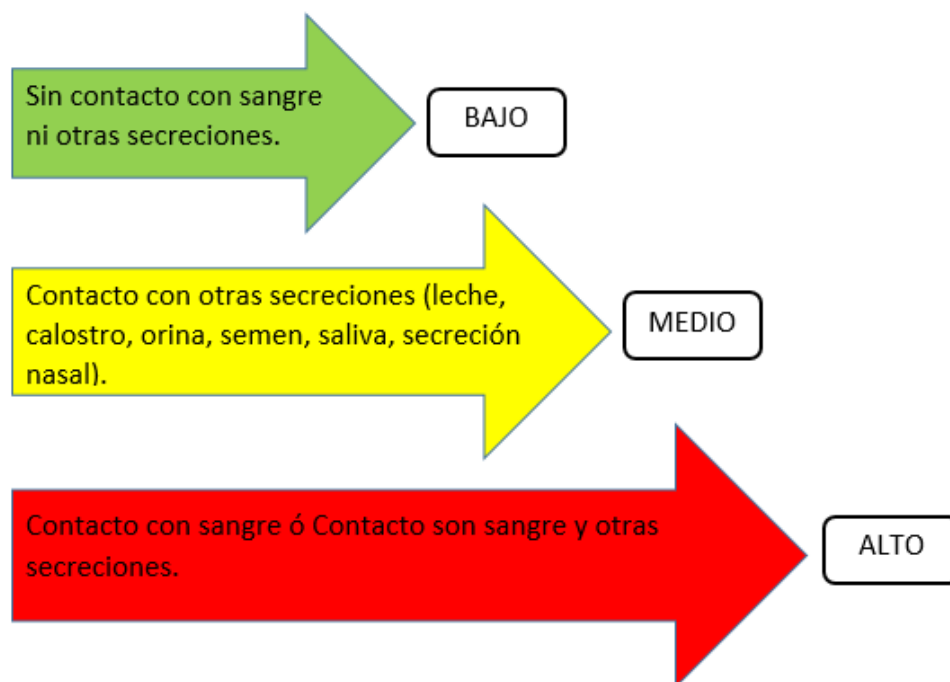 Sin contacto con sangre
ni otras secreciones.
BAJO
Contacto con otras secreciones (leche,
calostro, orina, semen, saliva, secreción
nasal).
MEDIO
Contacto con sangre ó Contacto son sangre y otras
secreciones.
ALTO